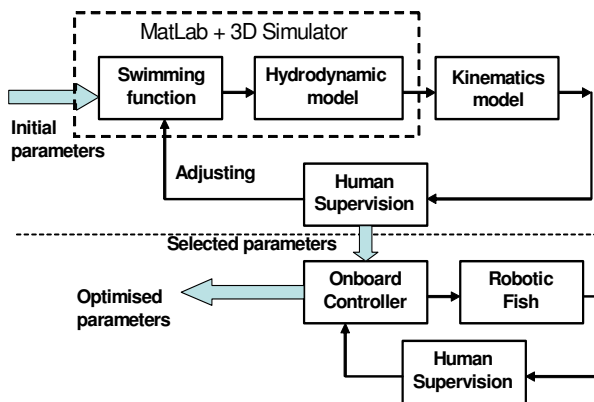 MatLab + 3D Simulator
Swimming
function
Hydrodynamic
model
Kinematics
model
Initial
parameters
Adjusting
Human
Supervision
Selected parameters
Onboard
Controller
Robotic
Fish
Optimised
parameters
Human
Supervision